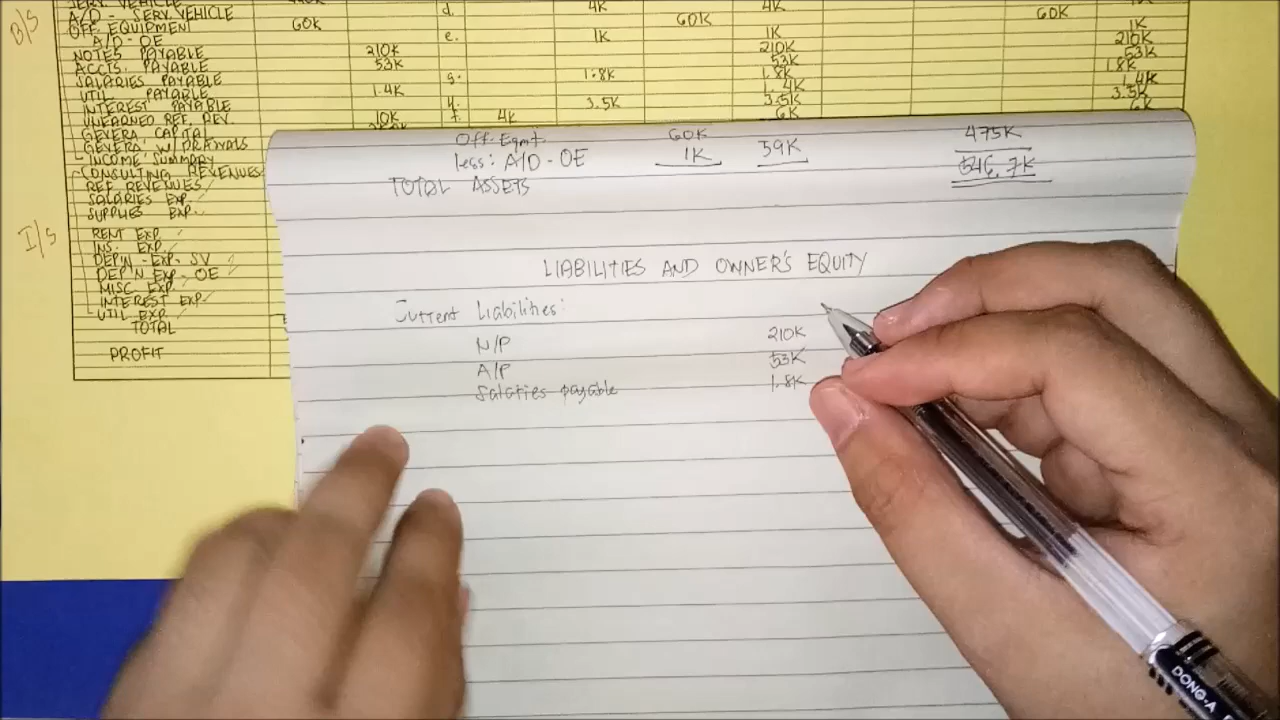 SERV. VEHICLE
A/D - SERV. VEHICLE d. 4K 4K
OFF. EQUIPMENT 60K 60K 60K
A/D - OE e. 1K 1K 1K
NOTES PAYABLE 210K 210K 210K
ACCTS. PAYABLE 53K 53K 53K
SALARIES PAYABLE g. 1.8K 1.8K 1.8K
UTIL. PAYABLE 1.4K 1.4K 1.4K
INTEREST PAYABLE H. 3.5K 3.5K 3.5K
UNEARNED REF. REV. 10K f. 4K 6K 6K
GEVERA, CAPITAL
GEVERA, W/DRAWALS
INCOME SUMMARY
CONSULTING REVENUES
REF. REVENUES
SALARIES EXP.
SUPPLIES EXP.
RENT EXP.
INS. EXP.
DEP'N - EXP - SV
DEP'N EXP - OE
MISC. EXP.
INTEREST EXP.
UTIL. EXP.
TOTAL
PROFIT
B/S
I/S
Off. Eqmt. 60K
less: A/D - OE 1K 59K 475K
TOTAL ASSETS 546.7K
LIABILITIES AND OWNER'S EQUITY
Current Liabilities:
N/P 210K
A/P 53K
Salaries payable 1.8K
DONG-A